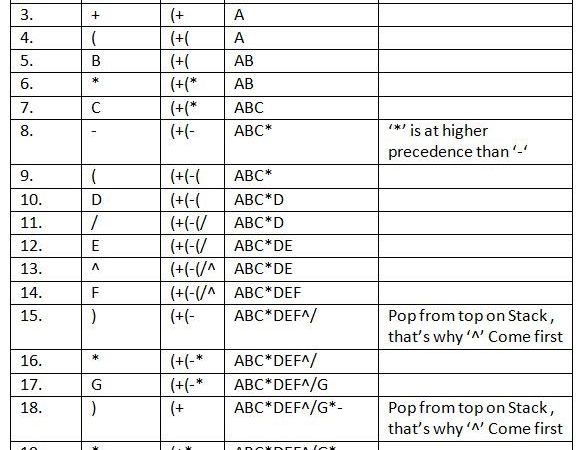 3. + (+ A
4. ( (+( A
5. B (+( AB
6. * (+(* AB
7. C (+(* ABC
8. - (+(- ABC* ‘*’ is at higher
precedence than ‘-‘
9. ( (+(-( ABC*
10. D (+(-( ABC*D
11. / (+(-(/ ABC*D
12. E (+(-(/ ABC*DE
13. ^ (+(-(/^ ABC*DE
14. F (+(-(/^ ABC*DEF
15. ) (+(- ABC*DEF^/ Pop from top on Stack ,
that’s why ‘^’ Come first
16. * (+(-* ABC*DEF^/
17. G (+(-* ABC*DEF^/G
18. ) (+ ABC*DEF^/G*- Pop from top on Stack ,
that’s why ‘^’ Come first